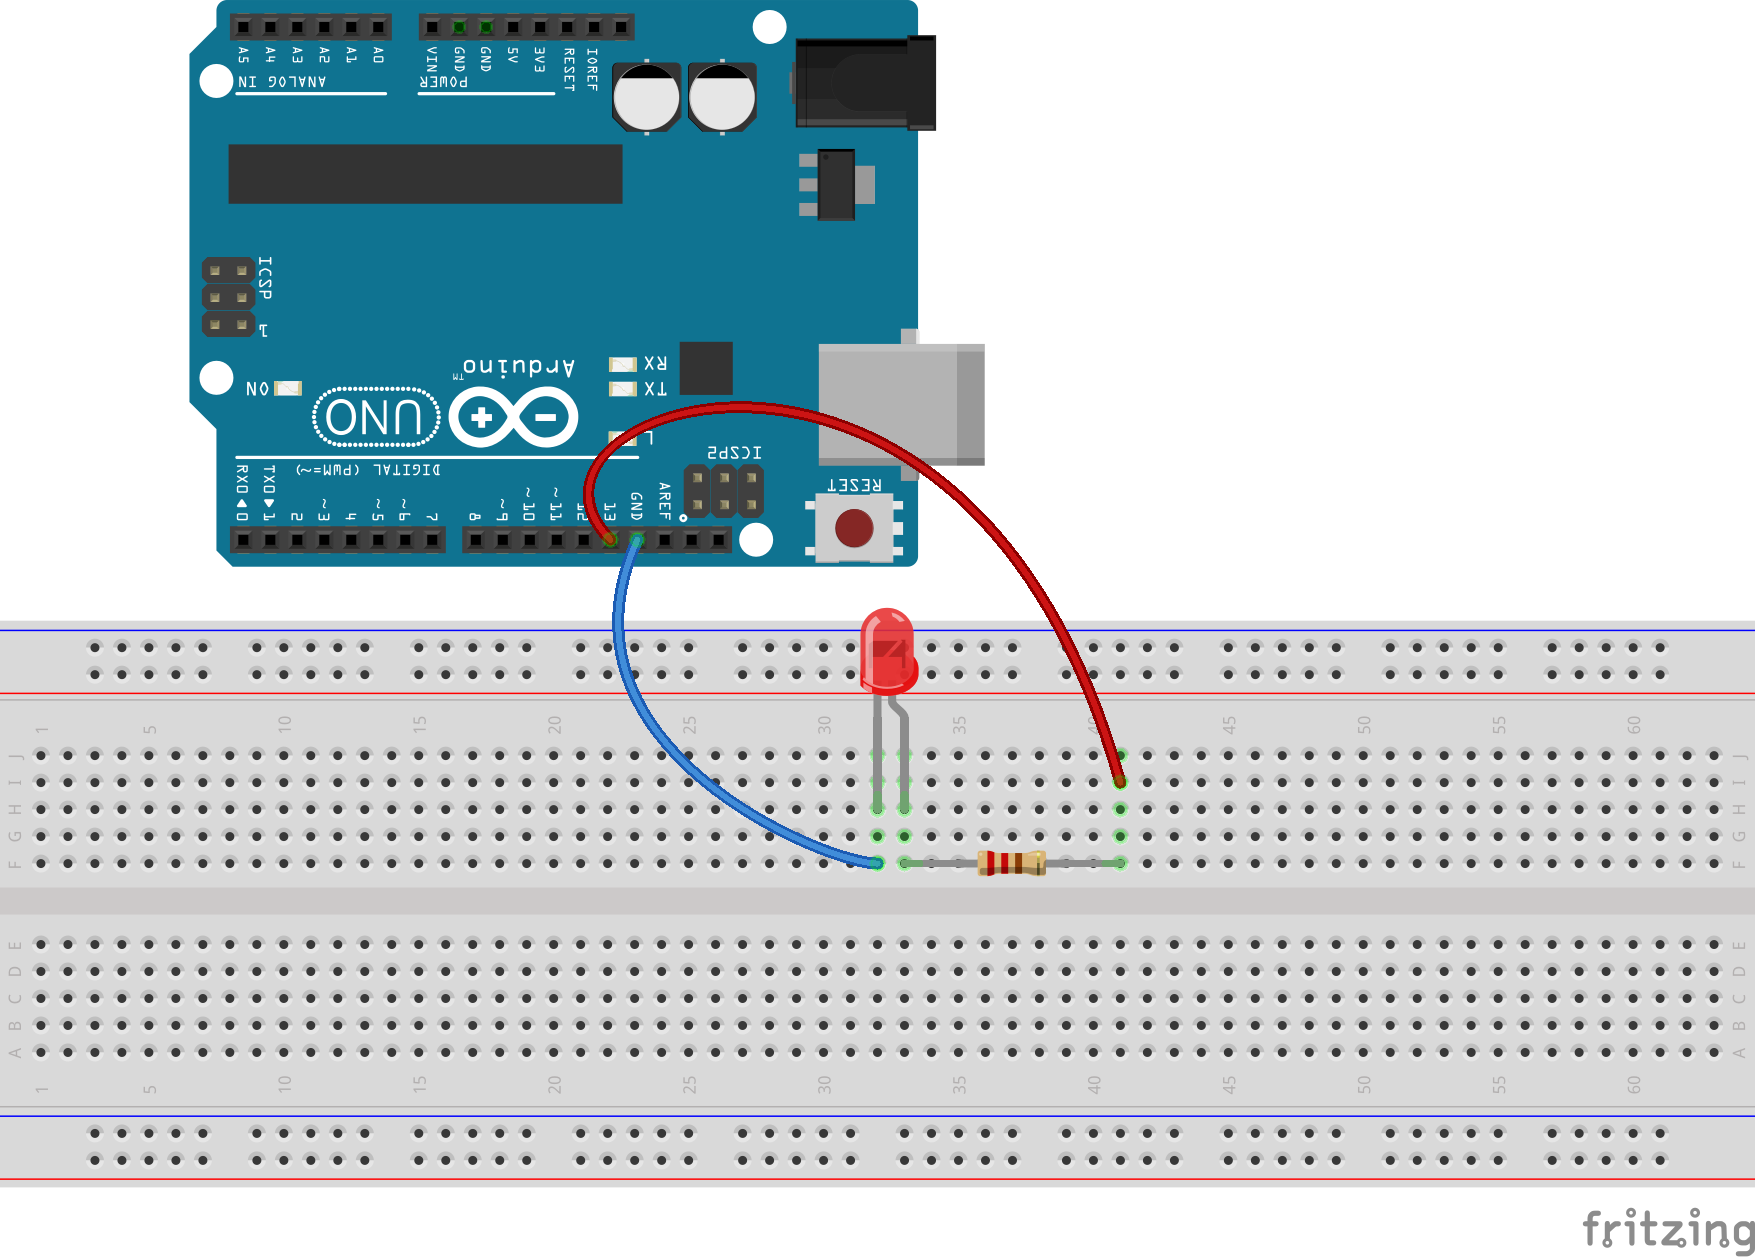 A5 A4 A3 A2 A1 A0
VIN GND GND 5V 3V3 RESET IOREF
ANALOG IN
POWER
ICSP
1
Arduino
TM
RX
TX
ON
UNO
L
ICSP2
DIGITAL (PWM=~)
RESET
RX0◀0 TX0▶1 2 ~3 4 ~5 ~6 7 8 ~9 ~10 ~11 12 13 GND AREF
1 5 10 15 20 25 30 35 40 45 50 55 60
J J
I I
H H
G G
F F
E E
D D
C C
B B
A A
1 5 10 15 20 25 30 35 40 45 50 55 60
fritzing